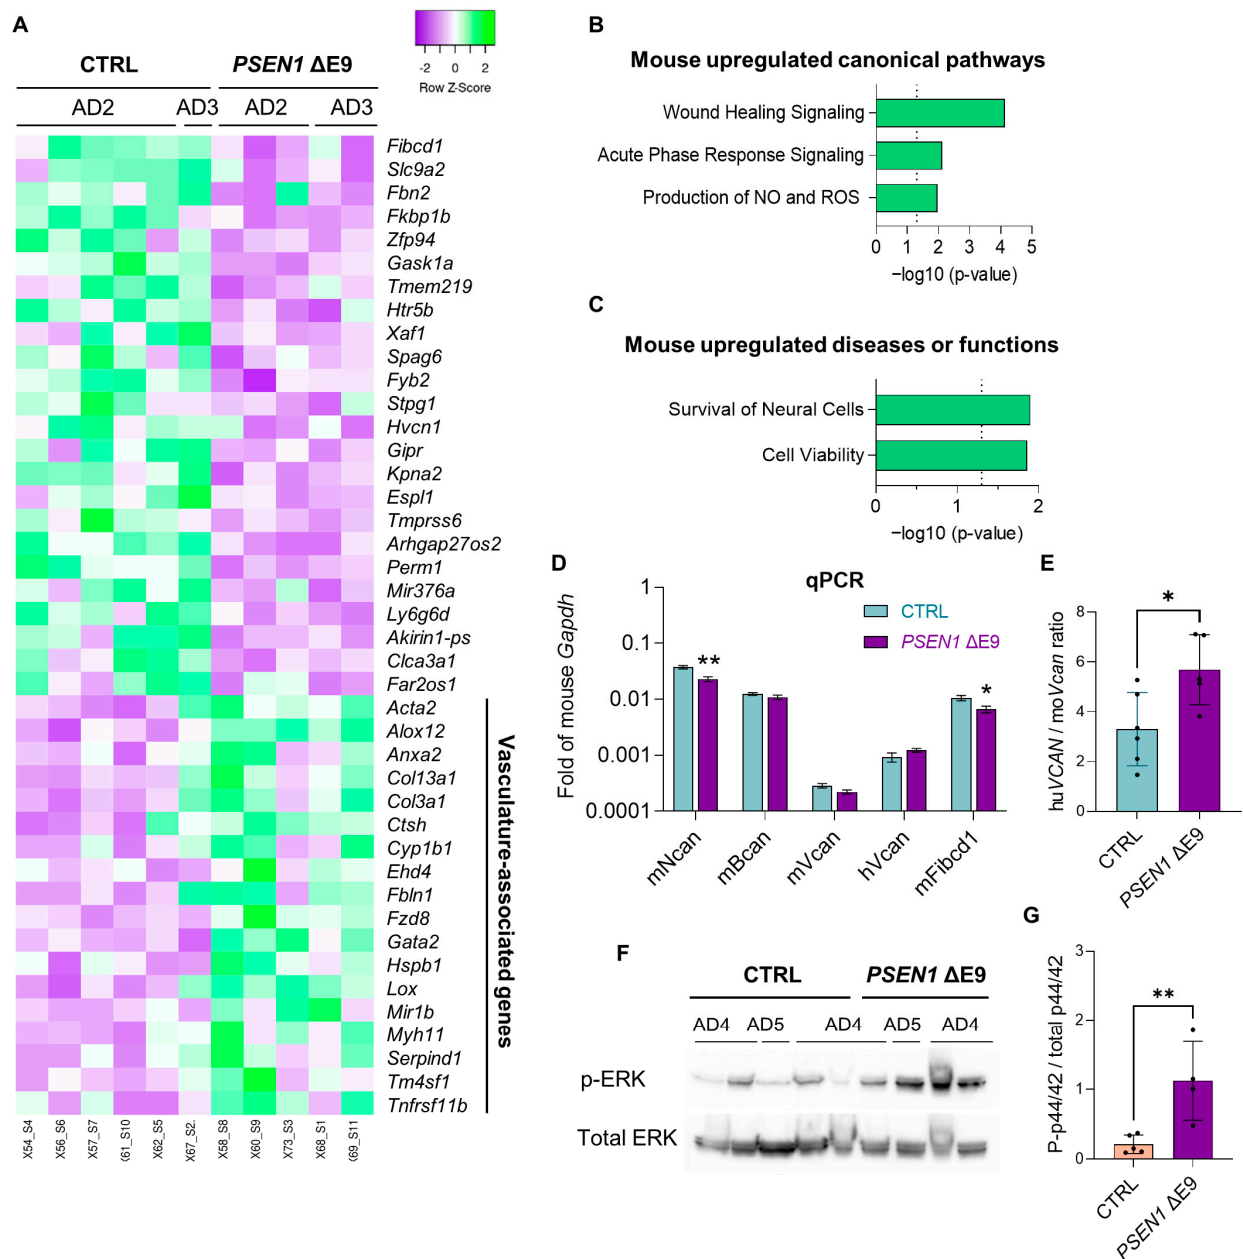 A
CTRL
PSEN1 ΔE9
-2 0 2
Row Z-Score
AD2
AD3
AD2
AD3
Fibcd1
Slc9a2
Fbn2
Fkbp1b
Zfp94
Gask1a
Tmem219
Htr5b
Xaf1
Spag6
Fyb2
Stpg1
Hvcn1
Gipr
Kpna2
Espl1
Tmprss6
Arhgap27os2
Perm1
Mir376a
Ly6g6d
Akirin1-ps
Clca3a1
Far2os1
Acta2
Alox12
Anxa2
Col13a1
Col3a1
Ctsh
Cyp1b1
Ehd4
Fbln1
Fzd8
Gata2
Hspb1
Lox
Mir1b
Myh11
Serpind1
Tm4sf1
Tnfrsf11b
Vasculature-associated genes
X54_S4
X56_S6
X57_S7
(61_S10
X62_S5
X67_S2.
X58_S8
X60_S9
X73_S3
X68_S1
(69_S11
B
Mouse upregulated canonical pathways
Wound Healing Signaling
Acute Phase Response Signaling
Production of NO and ROS
0 1 2 3 4 5
−log10 (p-value)
C
Mouse upregulated diseases or functions
Survival of Neural Cells
Cell Viability
0 1 2
−log10 (p-value)
D
qPCR
Fold of mouse Gapdh
1
0.1
0.01
0.001
0.0001
CTRL
PSEN1 ΔE9
**
*
mNcan
mBcan
mVcan
hVcan
mFibcd1
E
huVCAN / moVcan ratio
8
6
4
2
0
*
CTRL
PSEN1 ΔE9
F
CTRL
PSEN1 ΔE9
AD4 AD5 AD4 AD5 AD4
p-ERK
Total ERK
G
P-p44/42 / total p44/42
3
2
1
0
**
CTRL
PSEN1 ΔE9